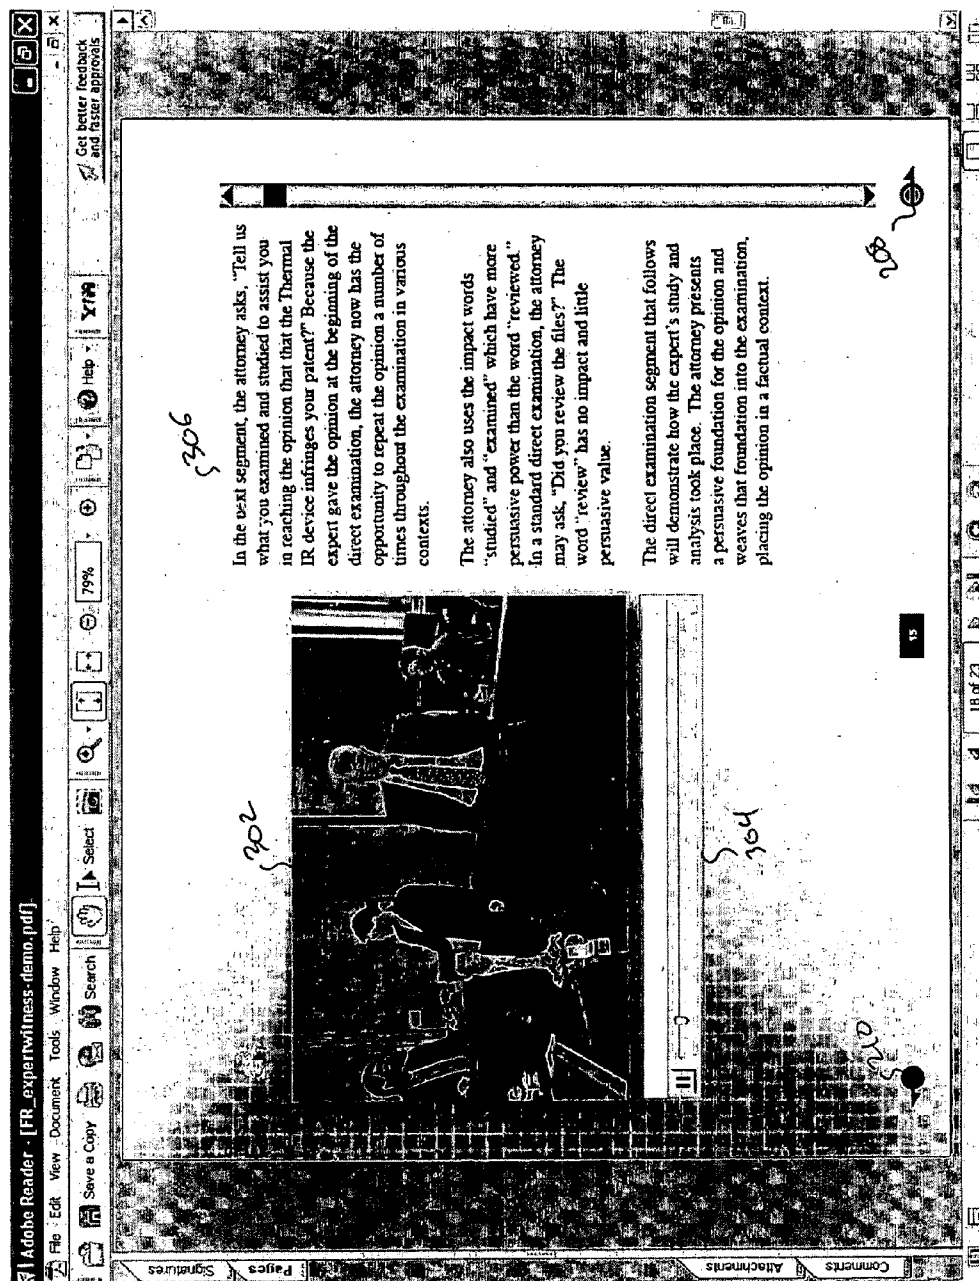 Adobe Reader - [FR_expertwitness-demo.pdf]
File Edit View Document Tools Window Help
Save a Copy Search Select 79% Help Y!
Get better feedback
and faster approvals
Signatures
Pages
Attachments
Comments
302
304
306
210
200
In the next segment, the attorney asks, "Tell us
what you examined and studied to assist you
in reaching the opinion that that the Thermal
IR device infringes your patent?" Because the
expert gave the opinion at the beginning of the
direct examination, the attorney now has the
opportunity to repeat the opinion a number of
times throughout the examination in various
contexts.
The attorney also uses the impact words
"studied" and "examined" which have more
persuasive power than the word "reviewed."
In a standard direct examination, the attorney
may ask, "Did you review the files?" The
word "review" has no impact and little
persuasive value.
The direct examination segment that follows
will demonstrate how the expert's study and
analysis took place. The attorney presents
a persuasive foundation for the opinion and
weaves that foundation into the examination,
placing the opinion in a factual context.
15
18 of 23